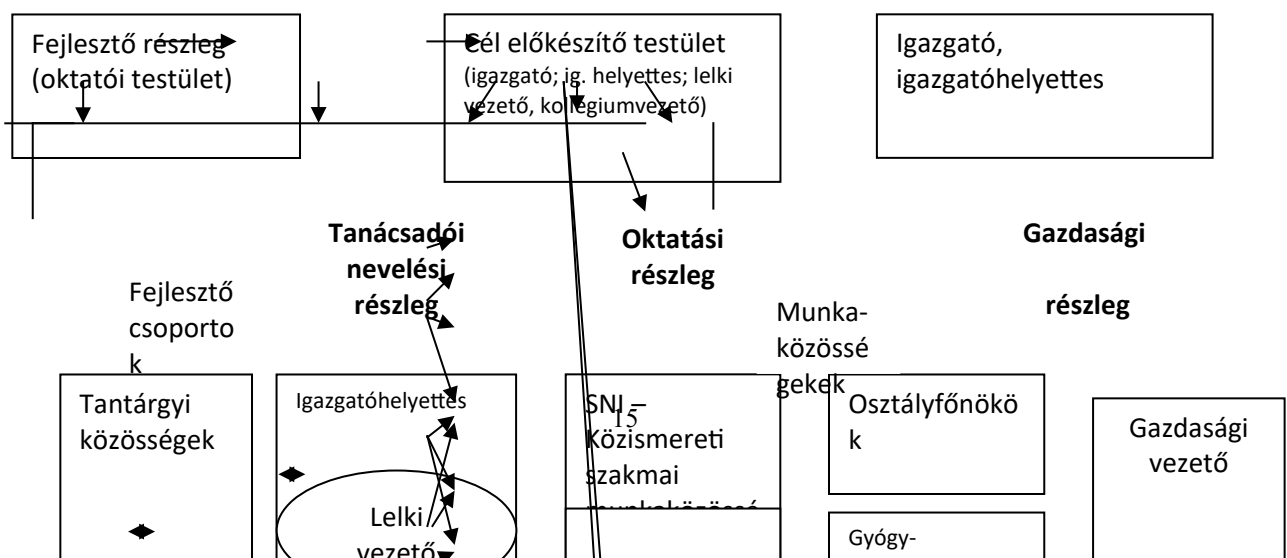 Fejlesztő részleg
(oktatói testület)
Cél előkészítő testület
(igazgató; ig. helyettes; lelki
vezető, kollégiumvezető)
Igazgató,
igazgatóhelyettes
Tanácsadói
nevelési
részleg
Oktatási
részleg
Gazdasági
részleg
Fejlesztő
csoporto
k
Munka-
közössé
gekek
Tantárgyi
közösségek
Igazgatóhelyettes
Lelki
vezető
SNI –
15
Közismereti
szakmai
munkaközössé
Osztályfőnökö
k
Gyógy-
Gazdasági
vezető